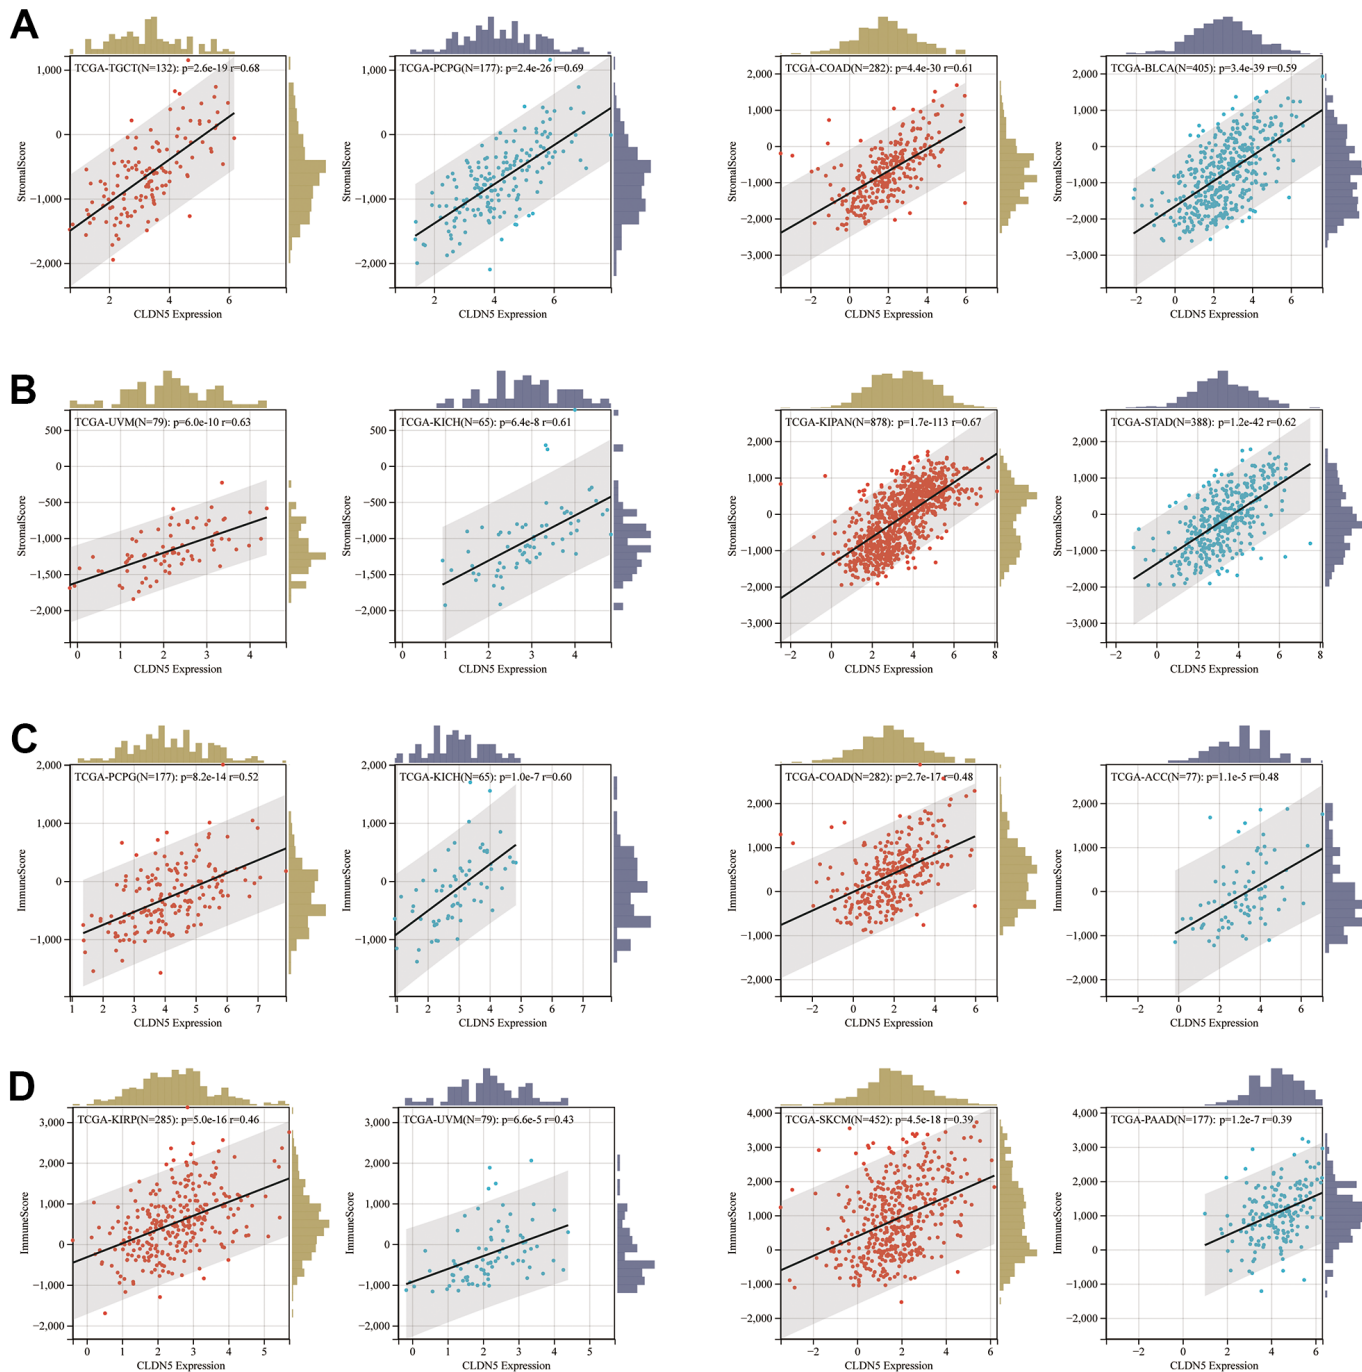 A
TCGA-TGCT(N=132): p=2.6e-19 r=0.68
1,000
0
−1,000
−2,000
StromalScore
2 4 6
CLDN5 Expression
TCGA-PCPG(N=177): p=2.4e-26 r=0.69
1,000
0
−1,000
−2,000
StromalScore
2 4 6
CLDN5 Expression
TCGA-COAD(N=282): p=4.4e-30 r=0.61
2,000
1,000
0
−1,000
−2,000
−3,000
StromalScore
−2 0 2 4 6
CLDN5 Expression
TCGA-BLCA(N=405): p=3.4e-39 r=0.59
2,000
1,000
0
−1,000
−2,000
−3,000
StromalScore
−2 0 2 4 6
CLDN5 Expression
B
TCGA-UVM(N=79): p=6.0e-10 r=0.63
500
0
−500
−1,000
−1,500
−2,000
StromalScore
0 1 2 3 4
CLDN5 Expression
TCGA-KICH(N=65): p=6.4e-8 r=0.61
500
0
−500
−1,000
−1,500
−2,000
StromalScore
0 1 2 3 4
CLDN5 Expression
TCGA-KIPAN(N=878): p=1.7e-113 r=0.67
2,000
1,000
0
−1,000
−2,000
−3,000
StromalScore
−2 0 2 4 6 8
CLDN5 Expression
TCGA-STAD(N=388): p=1.2e-42 r=0.62
2,000
1,000
0
−1,000
−2,000
−3,000
StromalScore
−2 0 2 4 6 8
CLDN5 Expression
C
TCGA-PCPG(N=177): p=8.2e-14 r=0.52
2,000
1,000
0
−1,000
ImmuneScore
1 2 3 4 5 6 7
CLDN5 Expression
TCGA-KICH(N=65): p=1.0e-7 r=0.60
2,000
1,000
0
−1,000
ImmuneScore
1 2 3 4 5 6 7
CLDN5 Expression
TCGA-COAD(N=282): p=2.7e-17 r=0.48
2,000
1,000
0
−1,000
−2,000
ImmuneScore
−2 0 2 4 6
CLDN5 Expression
TCGA-ACC(N=77): p=1.1e-5 r=0.48
2,000
1,000
0
−1,000
−2,000
ImmuneScore
−2 0 2 4 6
CLDN5 Expression
D
TCGA-KIRP(N=285): p=5.0e-16 r=0.46
3,000
2,000
1,000
0
−1,000
−2,000
ImmuneScore
0 1 2 3 4 5
CLDN5 Expression
TCGA-UVM(N=79): p=6.6e-5 r=0.43
3,000
2,000
1,000
0
−1,000
−2,000
ImmuneScore
0 1 2 3 4 5
CLDN5 Expression
TCGA-SKCM(N=452): p=4.5e-18 r=0.39
4,000
3,000
2,000
1,000
0
−1,000
−2,000
ImmuneScore
−2 0 2 4 6
CLDN5 Expression
TCGA-PAAD(N=177): p=1.2e-7 r=0.39
4,000
3,000
2,000
1,000
0
−1,000
−2,000
ImmuneScore
−2 0 2 4 6
CLDN5 Expression